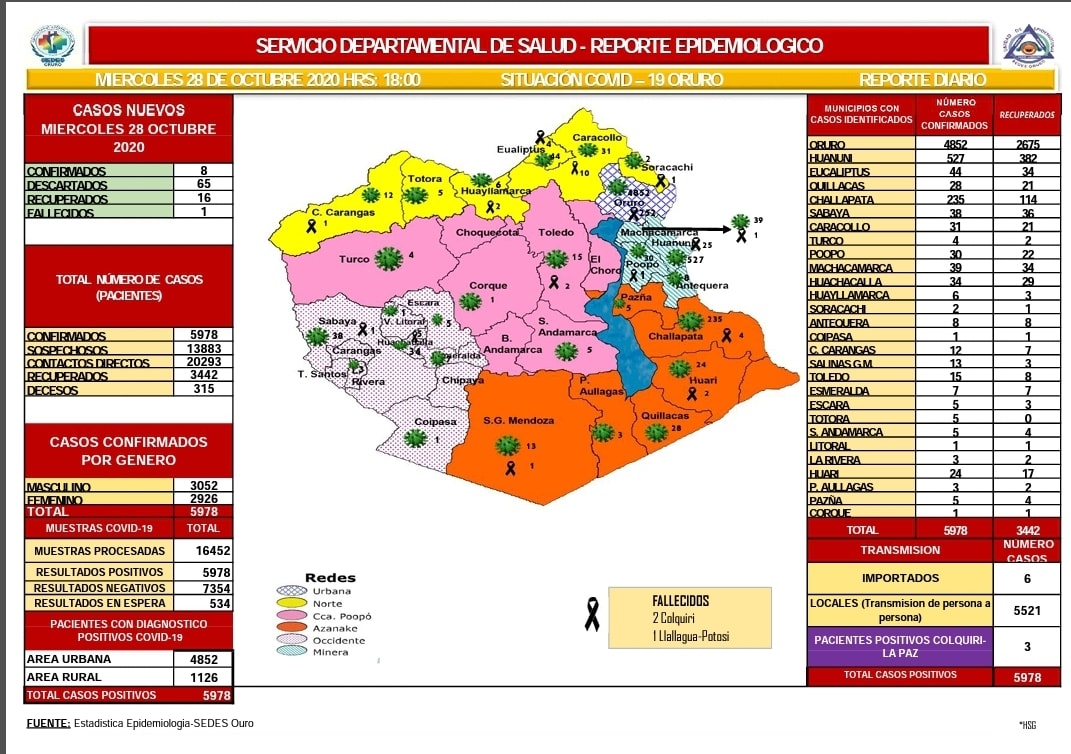 SERVICIO DEPARTAMENTAL DE SALUD - REPORTE EPIDEMIOLOGICO
MIERCOLES 28 DE OCTUBRE 2020 HRS: 18:00 SITUACIÓN COVID – 19 ORURO REPORTE DIARIO
CASOS NUEVOS
MIERCOLES 28 OCTUBRE
2020
CONFIRMADOS 8
DESCARTADOS 65
RECUPERADOS 16
FALLECIDOS 1
TOTAL NÚMERO DE CASOS
(PACIENTES)
CONFIRMADOS 5978
SOSPECHOSOS 13883
CONTACTOS DIRECTOS 20293
RECUPERADOS 3442
DECESOS 315
CASOS CONFIRMADOS
POR GENERO
MASCULINO 3052
FEMENINO 2926
TOTAL 5978
MUESTRAS COVID-19 TOTAL
MUESTRAS PROCESADAS 16452
RESULTADOS POSITIVOS 5978
RESULTADOS NEGATIVOS 7354
RESULTADOS EN ESPERA 534
PACIENTES CON DIAGNOSTICO
POSITIVOS COVID-19
AREA URBANA 4852
AREA RURAL 1126
TOTAL CASOS POSITIVOS 5978
FUENTE: Estadistica Epidemiologia-SEDES Ouro
Caracollo
31
10
Eualiptus
4
44
2
Soracachi
1
Totora
5
12
C. Carangas
1
6
Huayllamarca
2
4852
Oruro
252
39
1
Choquecota
Toledo
15
2
Machacamarca
Huanuni
25
527
30
Poopó
1
8
Antequera
El
Choro
Turco
4
Corque
1
Pazña
5
Escara
1
Sabaya
1
38
V. Litoral
5
Huachacalla
34
Esmeralda
Carangas
T. Santos
3
Rivera
Chipaya
B.
Andamarca
S.
Andamarca
5
235
Challapata
4
24
Huari
2
P.
Aullagas
3
Quillacas
28
S.G. Mendoza
13
1
Coipasa
1
Redes
Urbana
Norte
Cca. Poopó
Azanake
Occidente
Minera
FALLECIDOS
2 Colquiri
1 Llallagua-Potosi
MUNICIPIOS CON
CASOS IDENTIFICADOS
NÚMERO
CASOS
CONFIRMADOS
RECUPERADOS
ORURO 4852 2675
HUANUNI 527 382
EUCALIPTUS 44 34
QUILLACAS 28 21
CHALLAPATA 235 114
SABAYA 38 36
CARACOLLO 31 21
TURCO 4 2
POOPO 30 22
MACHACAMARCA 39 34
HUACHACALLA 34 29
HUAYLLAMARCA 6 3
SORACACHI 2 1
ANTEQUERA 8 8
COIPASA 1 1
C. CARANGAS 12 7
SALINAS G.M. 13 3
TOLEDO 15 8
ESMERALDA 7 7
ESCARA 5 3
TOTORA 5 0
S. ANDAMARCA 5 4
LITORAL 1 1
LA RIVERA 3 2
HUARI 24 17
P. AULLAGAS 3 2
PAZÑA 5 4
CORQUE 1 1
TOTAL 5978 3442
TRANSMISION
NÚMERO
CASOS
IMPORTADOS 6
LOCALES (Transmision de persona a
persona)
5521
PACIENTES POSITIVOS COLQUIRI-
LA PAZ
3
TOTAL CASOS POSITIVOS 5978
*HSG